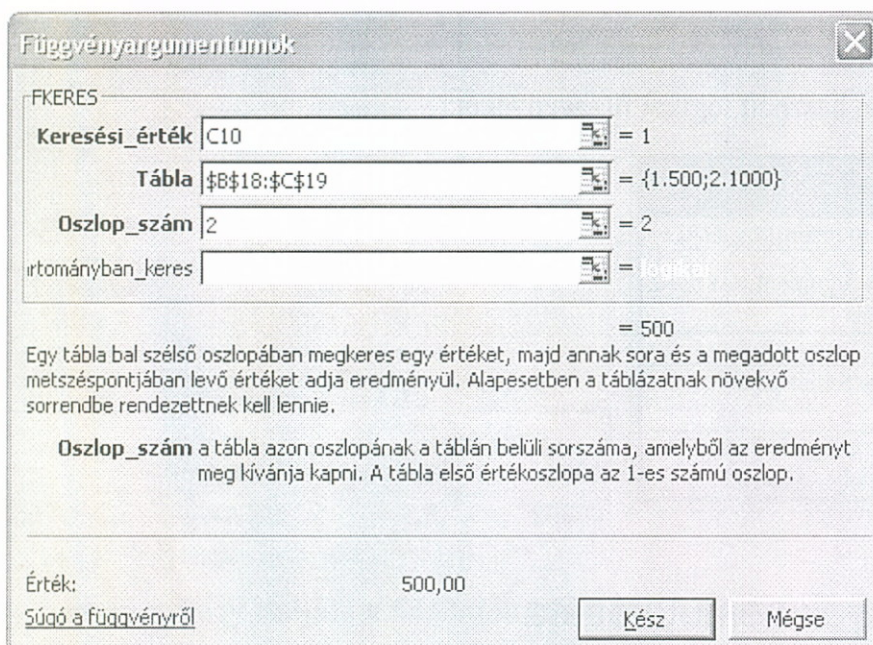 Függvényargumentumok
FKERES
Keresési_érték C10 = 1
Tábla $B$18:$C$19 = {1.500;2.1000}
Oszlop_szám 2 = 2
ırtományban_keres = logikai
= 500
Egy tábla bal szélső oszlopában megkeres egy értéket, majd annak sora és a megadott oszlop
metszéspontjában levő értéket adja eredményül. Alapesetben a táblázatnak növekvő
sorrendbe rendezettnek kell lennie.
Oszlop_szám a tábla azon oszlopának a táblán belüli sorszáma, amelyből az eredményt
meg kívánja kapni. A tábla első értékoszlopa az 1-es számú oszlop.
Érték: 500,00
Súgó a függvényről Kész Mégse